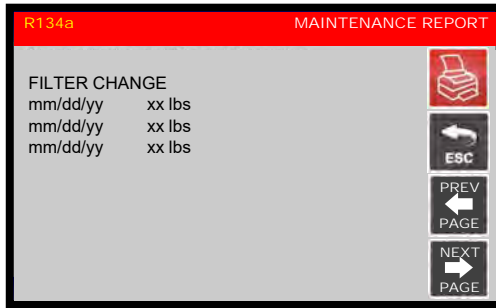 R134a MAINTENANCE REPORT
FILTER CHANGE
mm/dd/yy xx lbs
mm/dd/yy xx lbs
mm/dd/yy xx lbs
ESC
PREV
PAGE
NEXT
PAGE